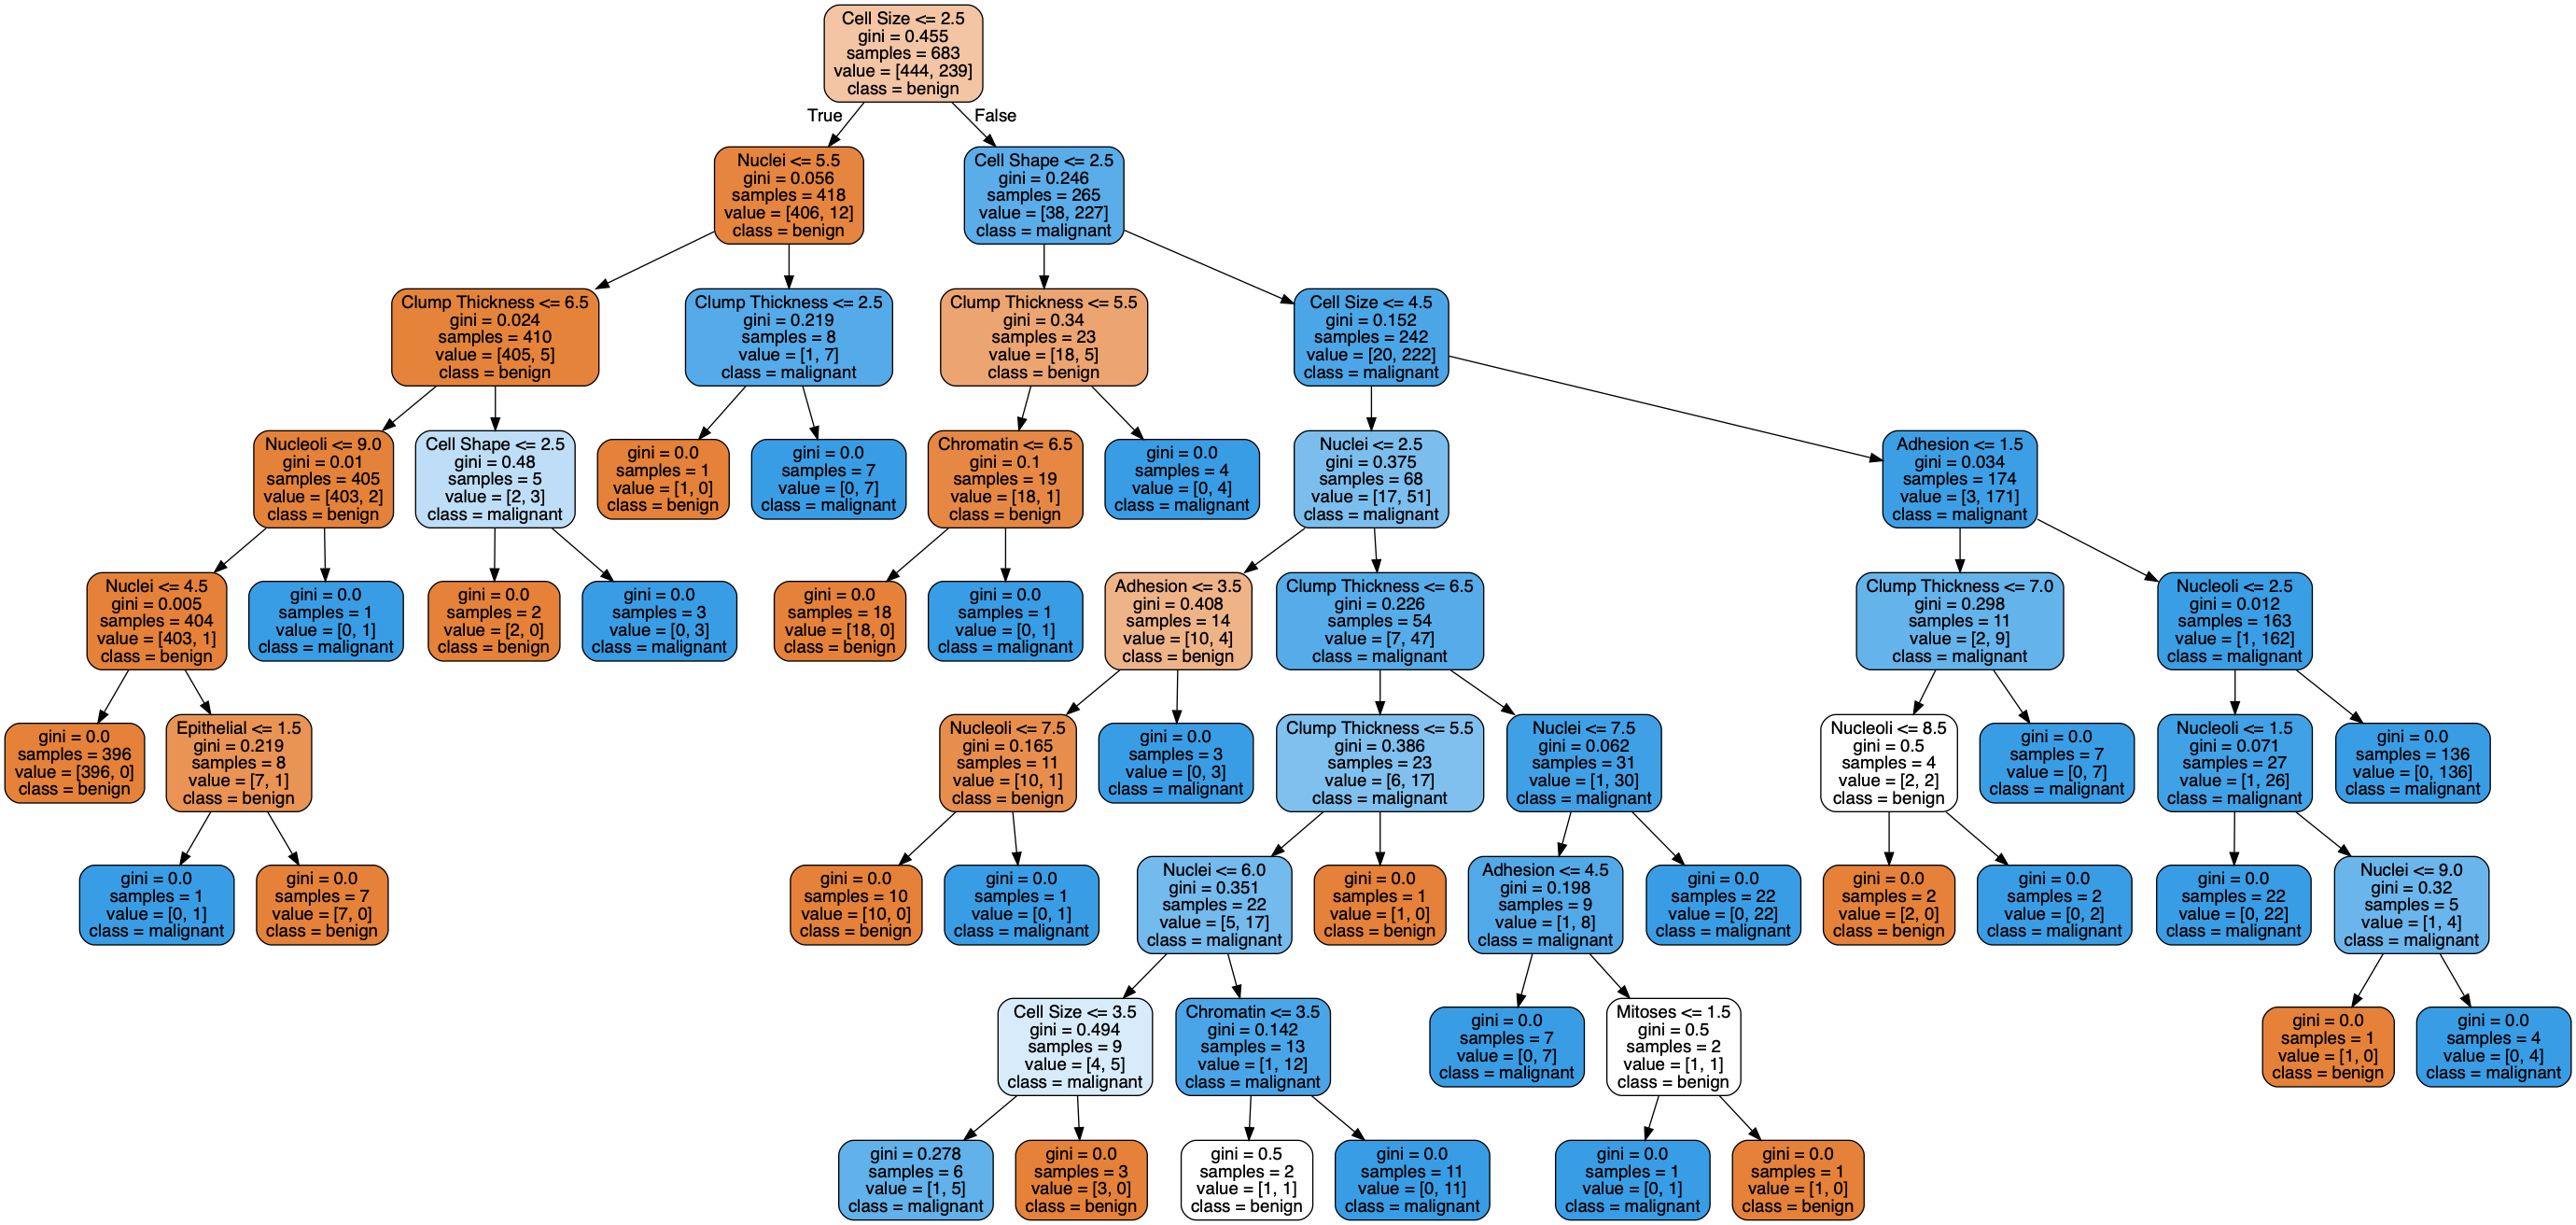 Cell Size <= 2.5
gini = 0.455
samples = 683
value = [444, 239]
class = benign
True
False
Nuclei <= 5.5
gini = 0.056
samples = 418
value = [406, 12]
class = benign
Cell Shape <= 2.5
gini = 0.246
samples = 265
value = [38, 227]
class = malignant
Clump Thickness <= 6.5
gini = 0.024
samples = 410
value = [405, 5]
class = benign
Clump Thickness <= 2.5
gini = 0.219
samples = 8
value = [1, 7]
class = malignant
Clump Thickness <= 5.5
gini = 0.34
samples = 23
value = [18, 5]
class = benign
Cell Size <= 4.5
gini = 0.152
samples = 242
value = [20, 222]
class = malignant
Nucleoli <= 9.0
gini = 0.01
samples = 405
value = [403, 2]
class = benign
Cell Shape <= 2.5
gini = 0.48
samples = 5
value = [2, 3]
class = malignant
gini = 0.0
samples = 1
value = [1, 0]
class = benign
gini = 0.0
samples = 7
value = [0, 7]
class = malignant
Chromatin <= 6.5
gini = 0.1
samples = 19
value = [18, 1]
class = benign
gini = 0.0
samples = 4
value = [0, 4]
class = malignant
Nuclei <= 2.5
gini = 0.375
samples = 68
value = [17, 51]
class = malignant
Adhesion <= 1.5
gini = 0.034
samples = 174
value = [3, 171]
class = malignant
Nuclei <= 4.5
gini = 0.005
samples = 404
value = [403, 1]
class = benign
gini = 0.0
samples = 1
value = [0, 1]
class = malignant
gini = 0.0
samples = 2
value = [2, 0]
class = benign
gini = 0.0
samples = 3
value = [0, 3]
class = malignant
gini = 0.0
samples = 18
value = [18, 0]
class = benign
gini = 0.0
samples = 1
value = [0, 1]
class = malignant
Adhesion <= 3.5
gini = 0.408
samples = 14
value = [10, 4]
class = benign
Clump Thickness <= 6.5
gini = 0.226
samples = 54
value = [7, 47]
class = malignant
Clump Thickness <= 7.0
gini = 0.298
samples = 11
value = [2, 9]
class = malignant
Nucleoli <= 2.5
gini = 0.012
samples = 163
value = [1, 162]
class = malignant
gini = 0.0
samples = 396
value = [396, 0]
class = benign
Epithelial <= 1.5
gini = 0.219
samples = 8
value = [7, 1]
class = benign
Nucleoli <= 7.5
gini = 0.165
samples = 11
value = [10, 1]
class = benign
gini = 0.0
samples = 3
value = [0, 3]
class = malignant
Clump Thickness <= 5.5
gini = 0.386
samples = 23
value = [6, 17]
class = malignant
Nuclei <= 7.5
gini = 0.062
samples = 31
value = [1, 30]
class = malignant
Nucleoli <= 8.5
gini = 0.5
samples = 4
value = [2, 2]
class = benign
gini = 0.0
samples = 7
value = [0, 7]
class = malignant
Nucleoli <= 1.5
gini = 0.071
samples = 27
value = [1, 26]
class = malignant
gini = 0.0
samples = 136
value = [0, 136]
class = malignant
gini = 0.0
samples = 1
value = [0, 1]
class = malignant
gini = 0.0
samples = 7
value = [7, 0]
class = benign
gini = 0.0
samples = 10
value = [10, 0]
class = benign
gini = 0.0
samples = 1
value = [0, 1]
class = malignant
Nuclei <= 6.0
gini = 0.351
samples = 22
value = [5, 17]
class = malignant
gini = 0.0
samples = 1
value = [1, 0]
class = benign
Adhesion <= 4.5
gini = 0.198
samples = 9
value = [1, 8]
class = malignant
gini = 0.0
samples = 22
value = [0, 22]
class = malignant
gini = 0.0
samples = 2
value = [2, 0]
class = benign
gini = 0.0
samples = 2
value = [0, 2]
class = malignant
gini = 0.0
samples = 22
value = [0, 22]
class = malignant
Nuclei <= 9.0
gini = 0.32
samples = 5
value = [1, 4]
class = malignant
Cell Size <= 3.5
gini = 0.494
samples = 9
value = [4, 5]
class = malignant
Chromatin <= 3.5
gini = 0.142
samples = 13
value = [1, 12]
class = malignant
gini = 0.0
samples = 7
value = [0, 7]
class = malignant
Mitoses <= 1.5
gini = 0.5
samples = 2
value = [1, 1]
class = benign
gini = 0.0
samples = 1
value = [1, 0]
class = benign
gini = 0.0
samples = 4
value = [0, 4]
class = malignant
gini = 0.278
samples = 6
value = [1, 5]
class = malignant
gini = 0.0
samples = 3
value = [3, 0]
class = benign
gini = 0.5
samples = 2
value = [1, 1]
class = benign
gini = 0.0
samples = 11
value = [0, 11]
class = malignant
gini = 0.0
samples = 1
value = [0, 1]
class = malignant
gini = 0.0
samples = 1
value = [1, 0]
class = benign